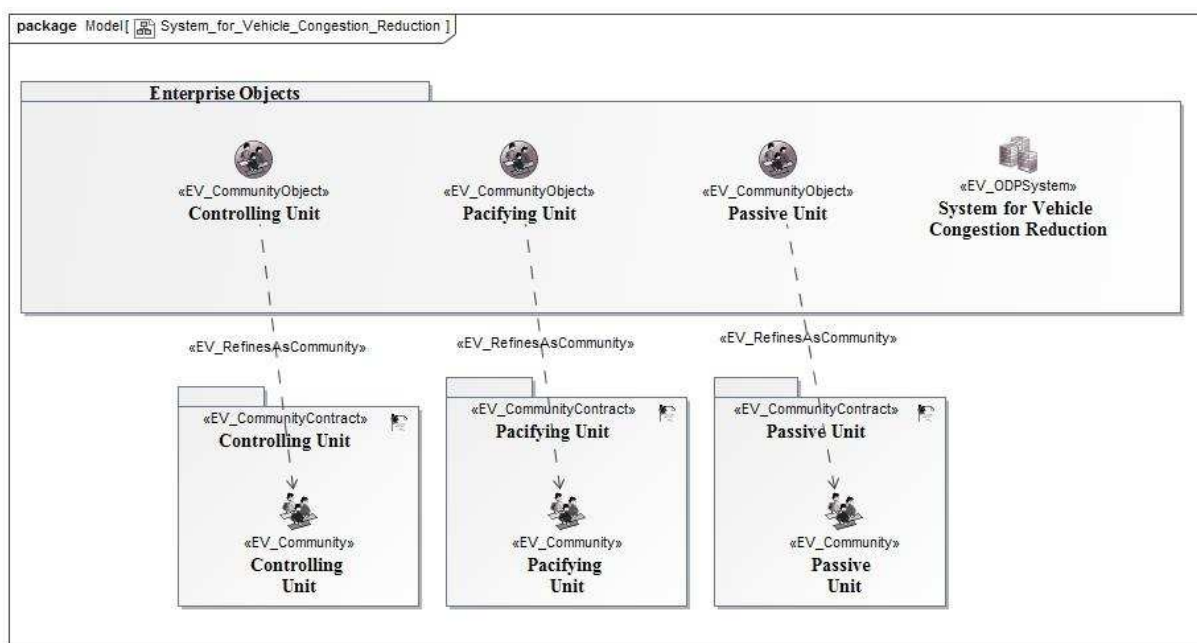 package Model[ System_for_Vehicle_Congestion_Reduction ]
Enterprise Objects
«EV_CommunityObject»
Controlling Unit
«EV_CommunityObject»
Pacifying Unit
«EV_CommunityObject»
Passive Unit
«EV_ODPSystem»
System for Vehicle
Congestion Reduction
«EV_RefinesAsCommunity»
«EV_RefinesAsCommunity»
«EV_RefinesAsCommunity»
«EV_CommunityContract»
Controlling Unit
«EV_Community»
Controlling
Unit
«EV_CommunityContract»
Pacifying Unit
«EV_Community»
Pacifying
Unit
«EV_CommunityContract»
Passive Unit
«EV_Community»
Passive
Unit